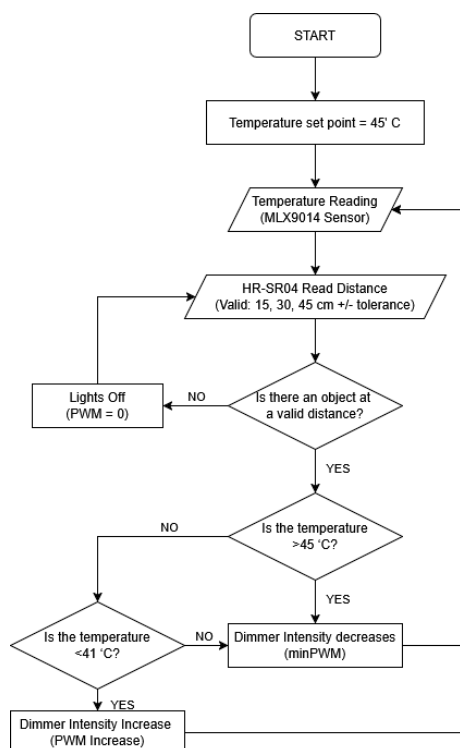 START
Temperature set point = 45' C
Temperature Reading
(MLX9014 Sensor)
HR-SR04 Read Distance
(Valid: 15, 30, 45 cm +/- tolerance)
Is there an object at
a valid distance?
NO
Lights Off
(PWM = 0)
YES
Is the temperature
>45 'C?
NO
YES
Is the temperature
<41 'C?
NO
Dimmer Intensity decreases
(minPWM)
YES
Dimmer Intensity Increase
(PWM Increase)